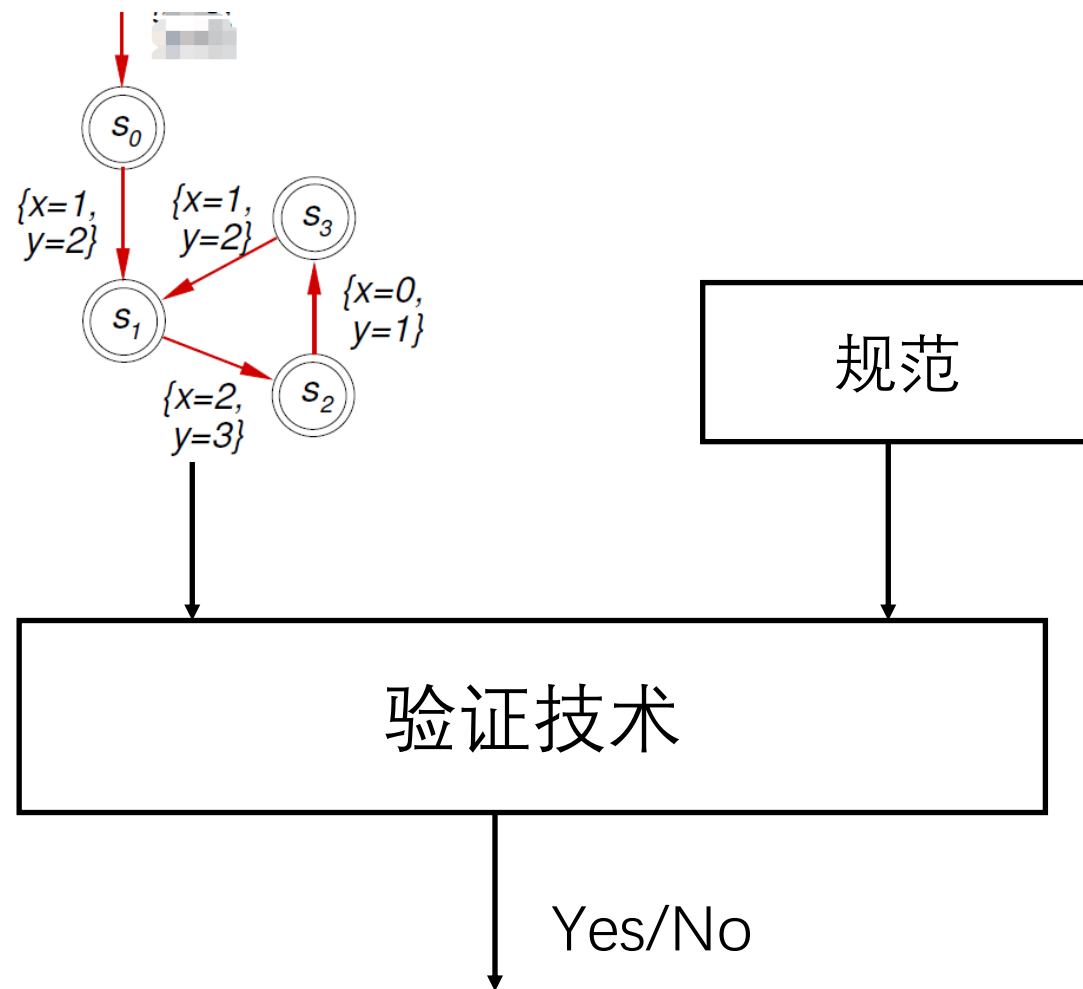 s0
{x=1,
y=2}
{x=1,
y=2}
s3
s1
{x=0,
y=1}
s2
{x=2,
y=3}
规范
验证技术
Yes/No